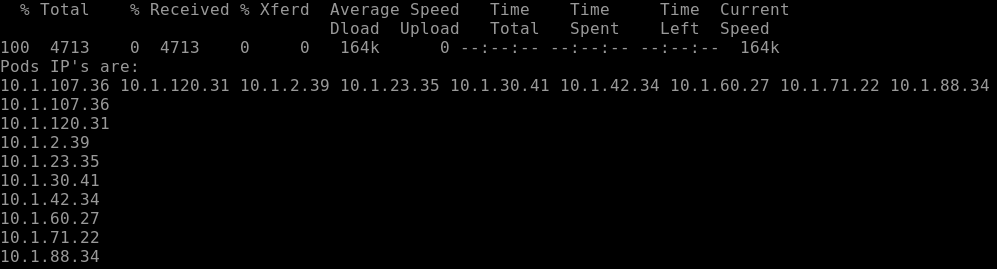 % Total    % Received % Xferd  Average Speed   Time    Time     Time  Current
                                 Dload  Upload   Total   Spent    Left  Speed
100  4713    0  4713    0     0   164k      0 --:--:-- --:--:-- --:--:--  164k
Pods IP's are:
10.1.107.36 10.1.120.31 10.1.2.39 10.1.23.35 10.1.30.41 10.1.42.34 10.1.60.27 10.1.71.22 10.1.88.34
10.1.107.36
10.1.120.31
10.1.2.39
10.1.23.35
10.1.30.41
10.1.42.34
10.1.60.27
10.1.71.22
10.1.88.34